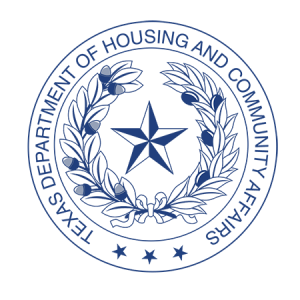 TEXAS DEPARTMENT OF HOUSING AND COMMUNITY AFFAIRS